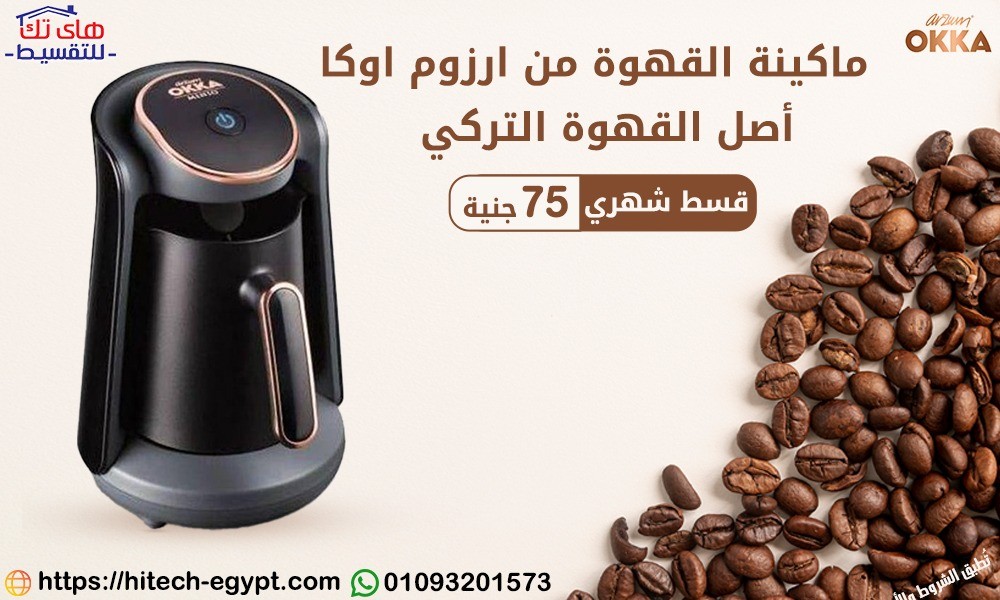 هاى تك
-للتقسيط-
arzum
OKKA
ماكينة القهوة من ارزوم اوكا
أصل القهوة التركي
قسط شهري 75 جنية
arzum
OKKA
MINIO
https://hitech-egypt.com 01093201573
تُطبق الشروط